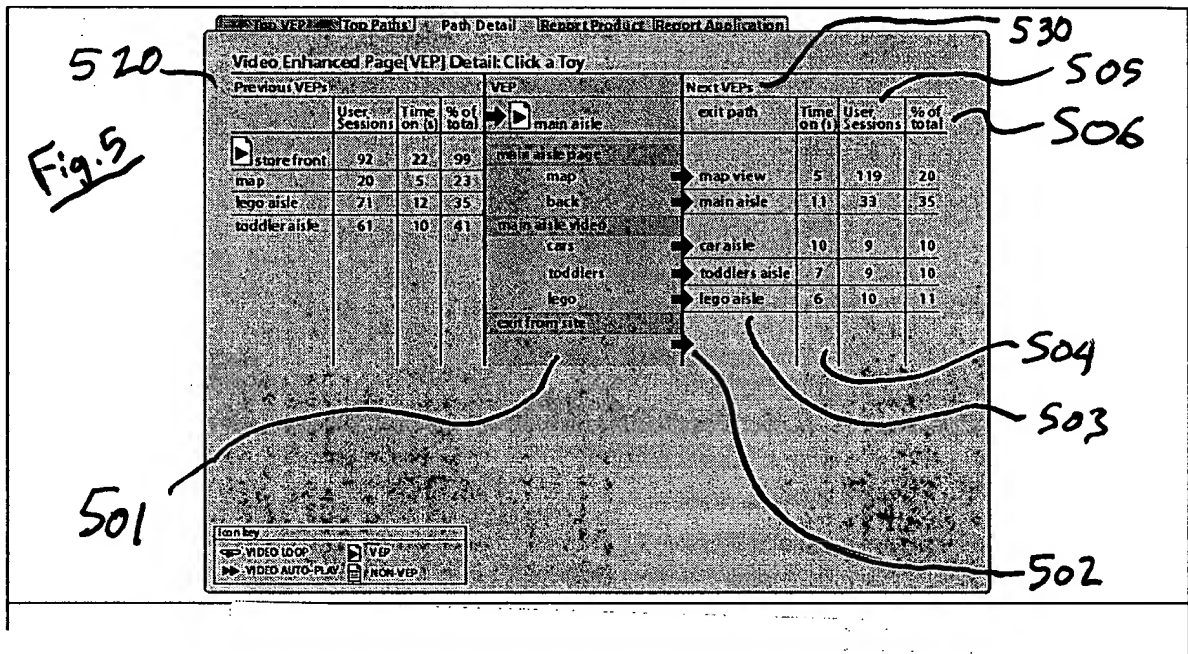 Top VEPs Top Paths Path Detail Report Product Report Application
530
520
Video Enhanced Page[VEP] Detail: Click a Toy
505
Previous VEPs VEP Next VEPs
User Sessions Time on (s) % of total main aisle exit path Time on (s) User Sessions % of total
506
Fig.5
store front 92 22 99 main aisle page
map 20 5 23 map map view 5 119 20
lego aisle 71 12 35 back main aisle 11 33 35
toddler aisle 61 10 41 main aisle video
cars car aisle 10 9 10
toddlers toddlers aisle 7 9 10
lego lego aisle 6 10 11
exit from site
504
503
501
Icon key
VIDEO LOOP VEP
VIDEO AUTO-PLAY NON-VEP
502